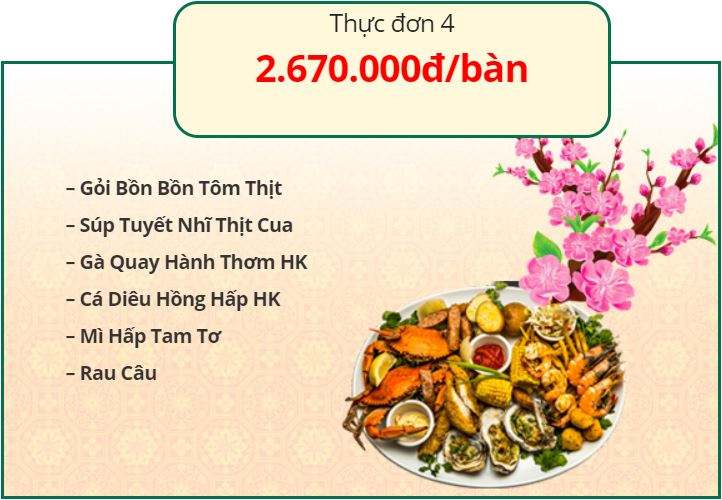 Thực đơn 4
2.670.000đ/bàn
– Gỏi Bồn Bồn Tôm Thịt
– Súp Tuyết Nhĩ Thịt Cua
– Gà Quay Hành Thơm HK
– Cá Diêu Hồng Hấp HK
– Mì Hấp Tam Tơ
– Rau Câu